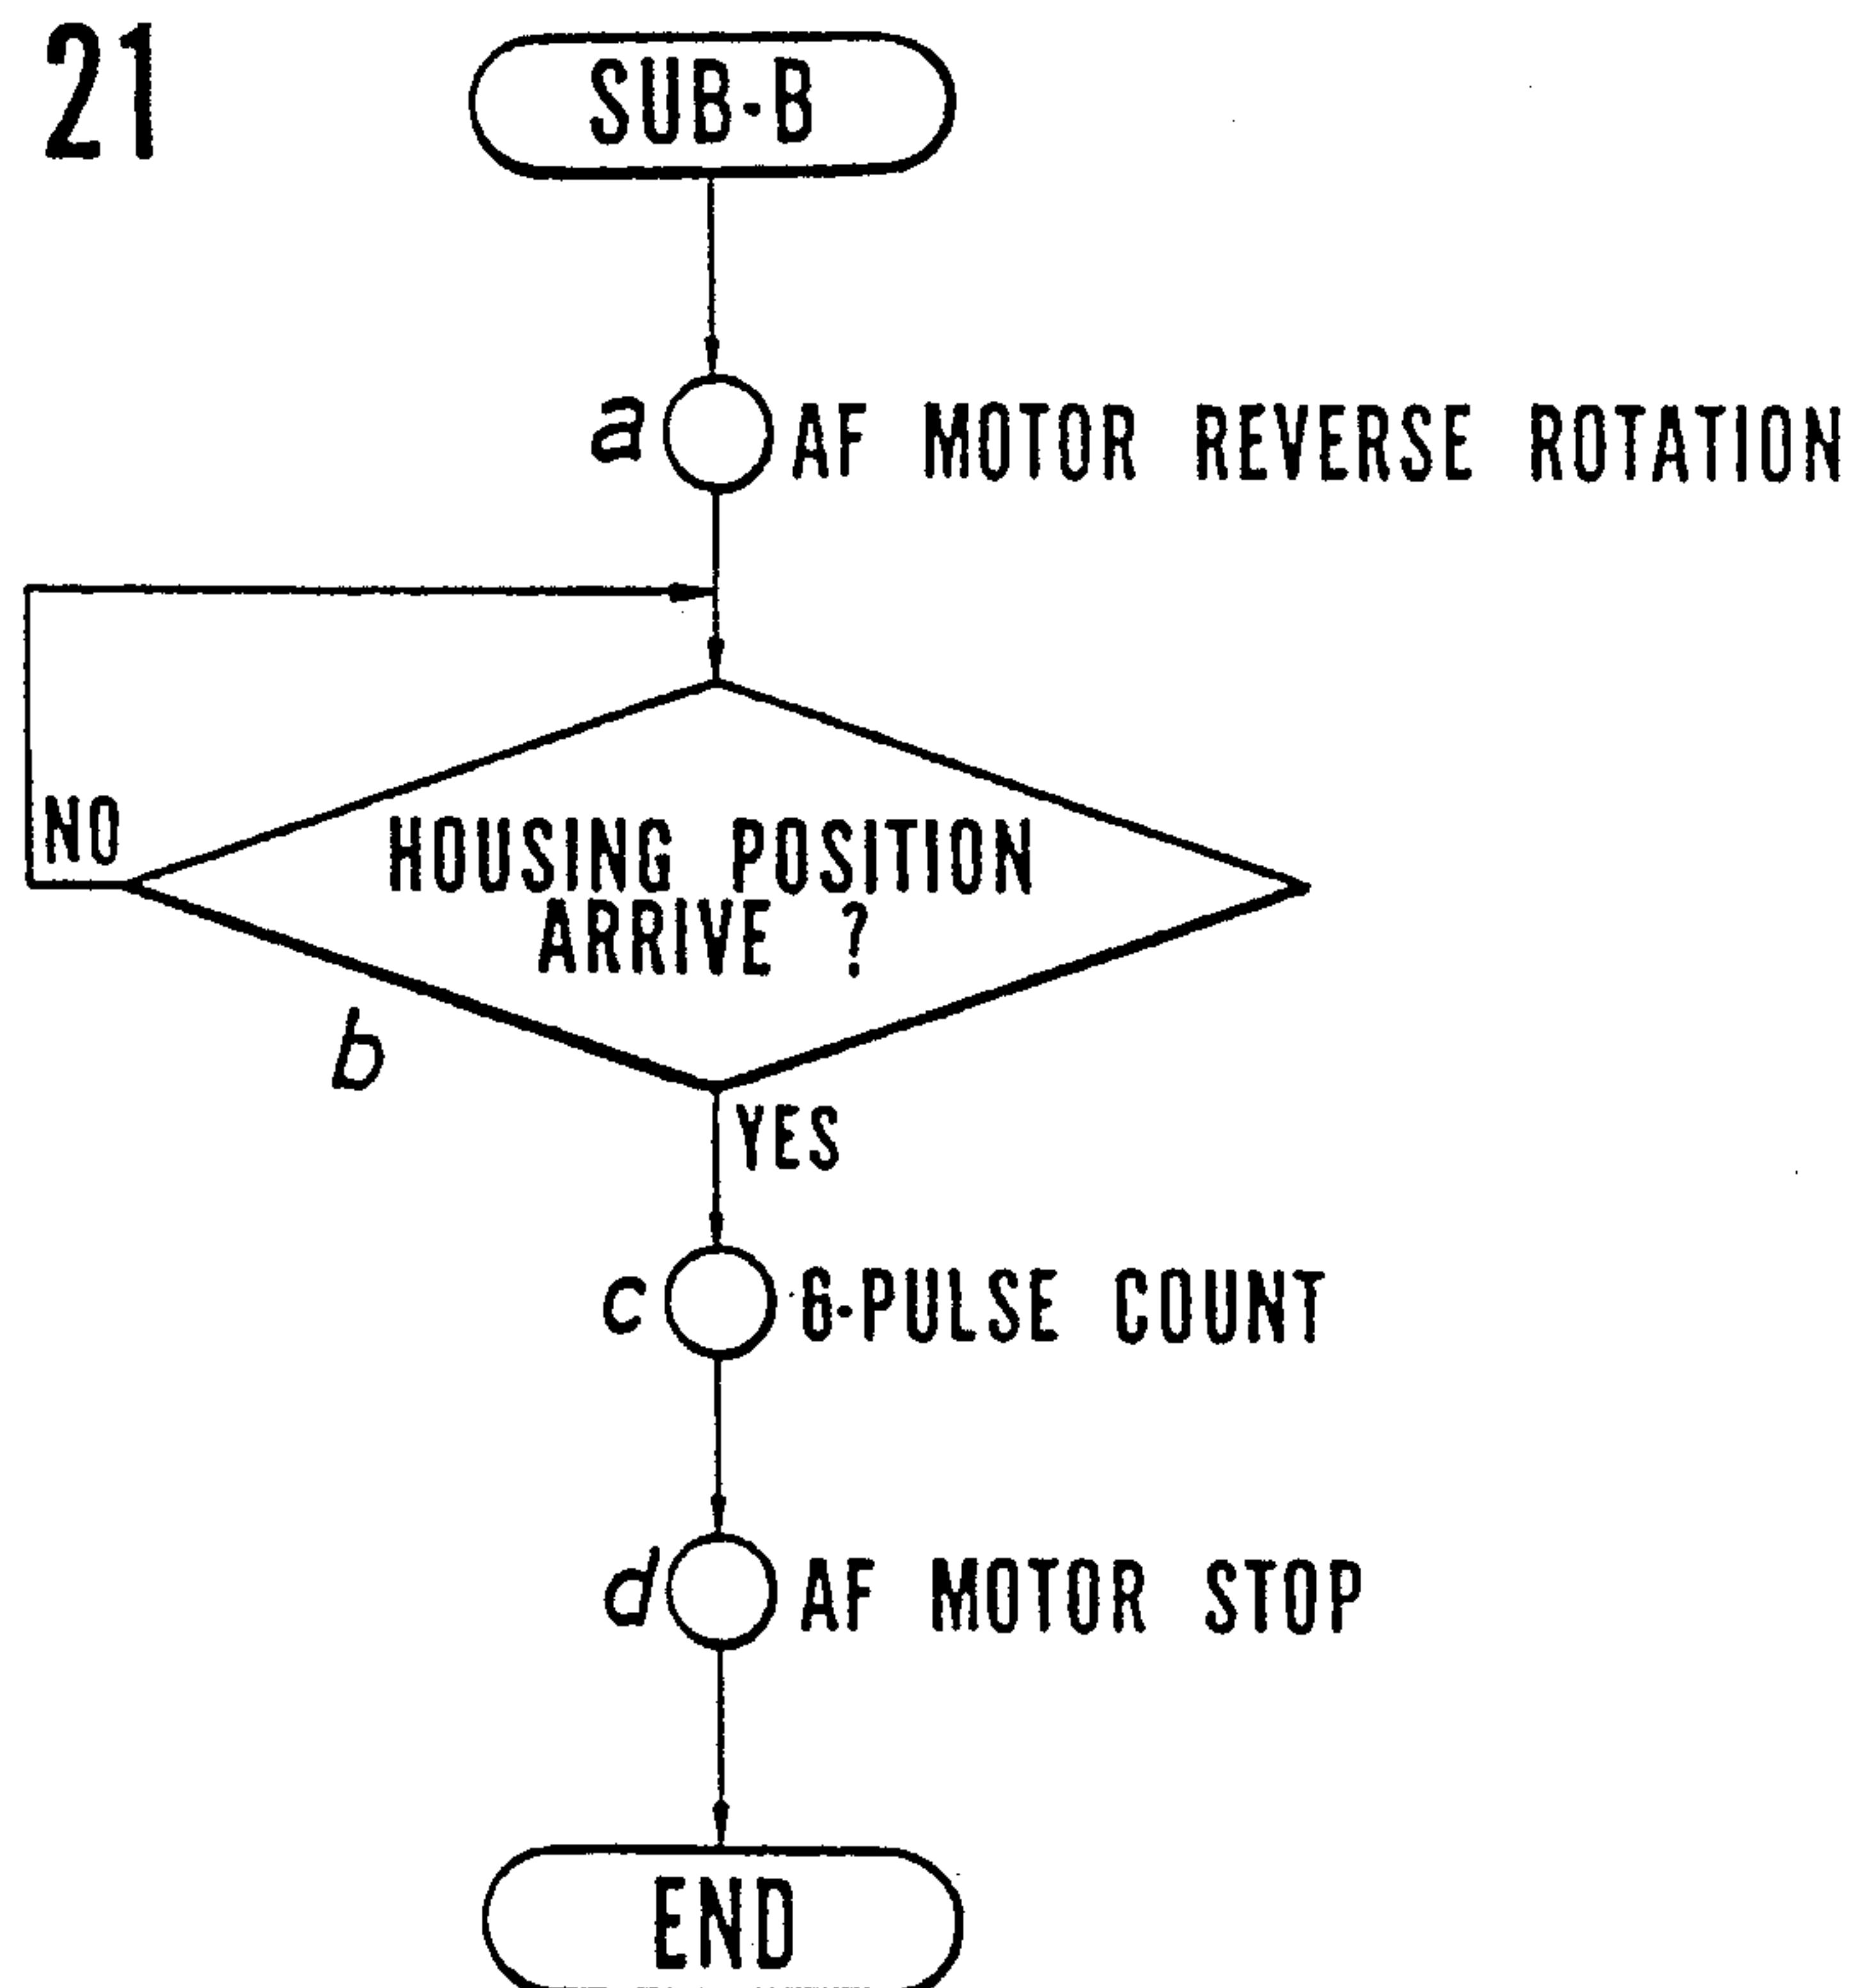 21
SUB-B
a AF MOTOR REVERSE ROTATION
NO
HOUSING POSITION
ARRIVE ?
b
YES
c 6-PULSE COUNT
d AF MOTOR STOP
END